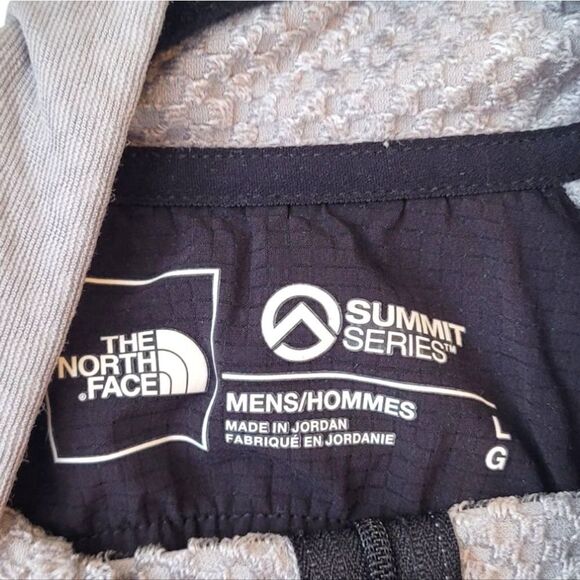 THE
NORTH
FACE
SUMMIT
SERIES™
MENS/HOMMES
MADE IN JORDAN
FABRIQUÉ EN JORDANIE
L
G